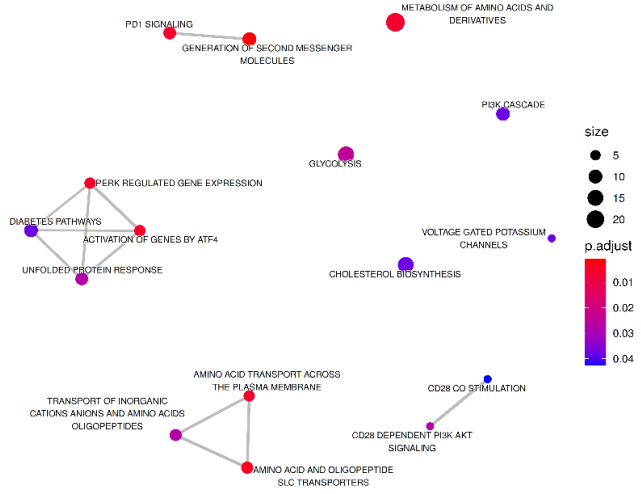 METABOLISM OF AMINO ACIDS AND
DERIVATIVES
PD1 SIGNALING
GENERATION OF SECOND MESSENGER
MOLECULES
PI3K CASCADE
GLYCOLYSIS
PERK REGULATED GENE EXPRESSION
DIABETES PATHWAYS
ACTIVATION OF GENES BY ATF4
UNFOLDED PROTEIN RESPONSE
VOLTAGE GATED POTASSIUM
CHANNELS
CHOLESTEROL BIOSYNTHESIS
AMINO ACID TRANSPORT ACROSS
THE PLASMA MEMBRANE
TRANSPORT OF INORGANIC
CATIONS ANIONS AND AMINO ACIDS
OLIGOPEPTIDES
AMINO ACID AND OLIGOPEPTIDE
SLC TRANSPORTERS
CD28 CO STIMULATION
CD28 DEPENDENT PI3K AKT
SIGNALING
size
5
10
15
20
p.adjust
0.01
0.02
0.03
0.04